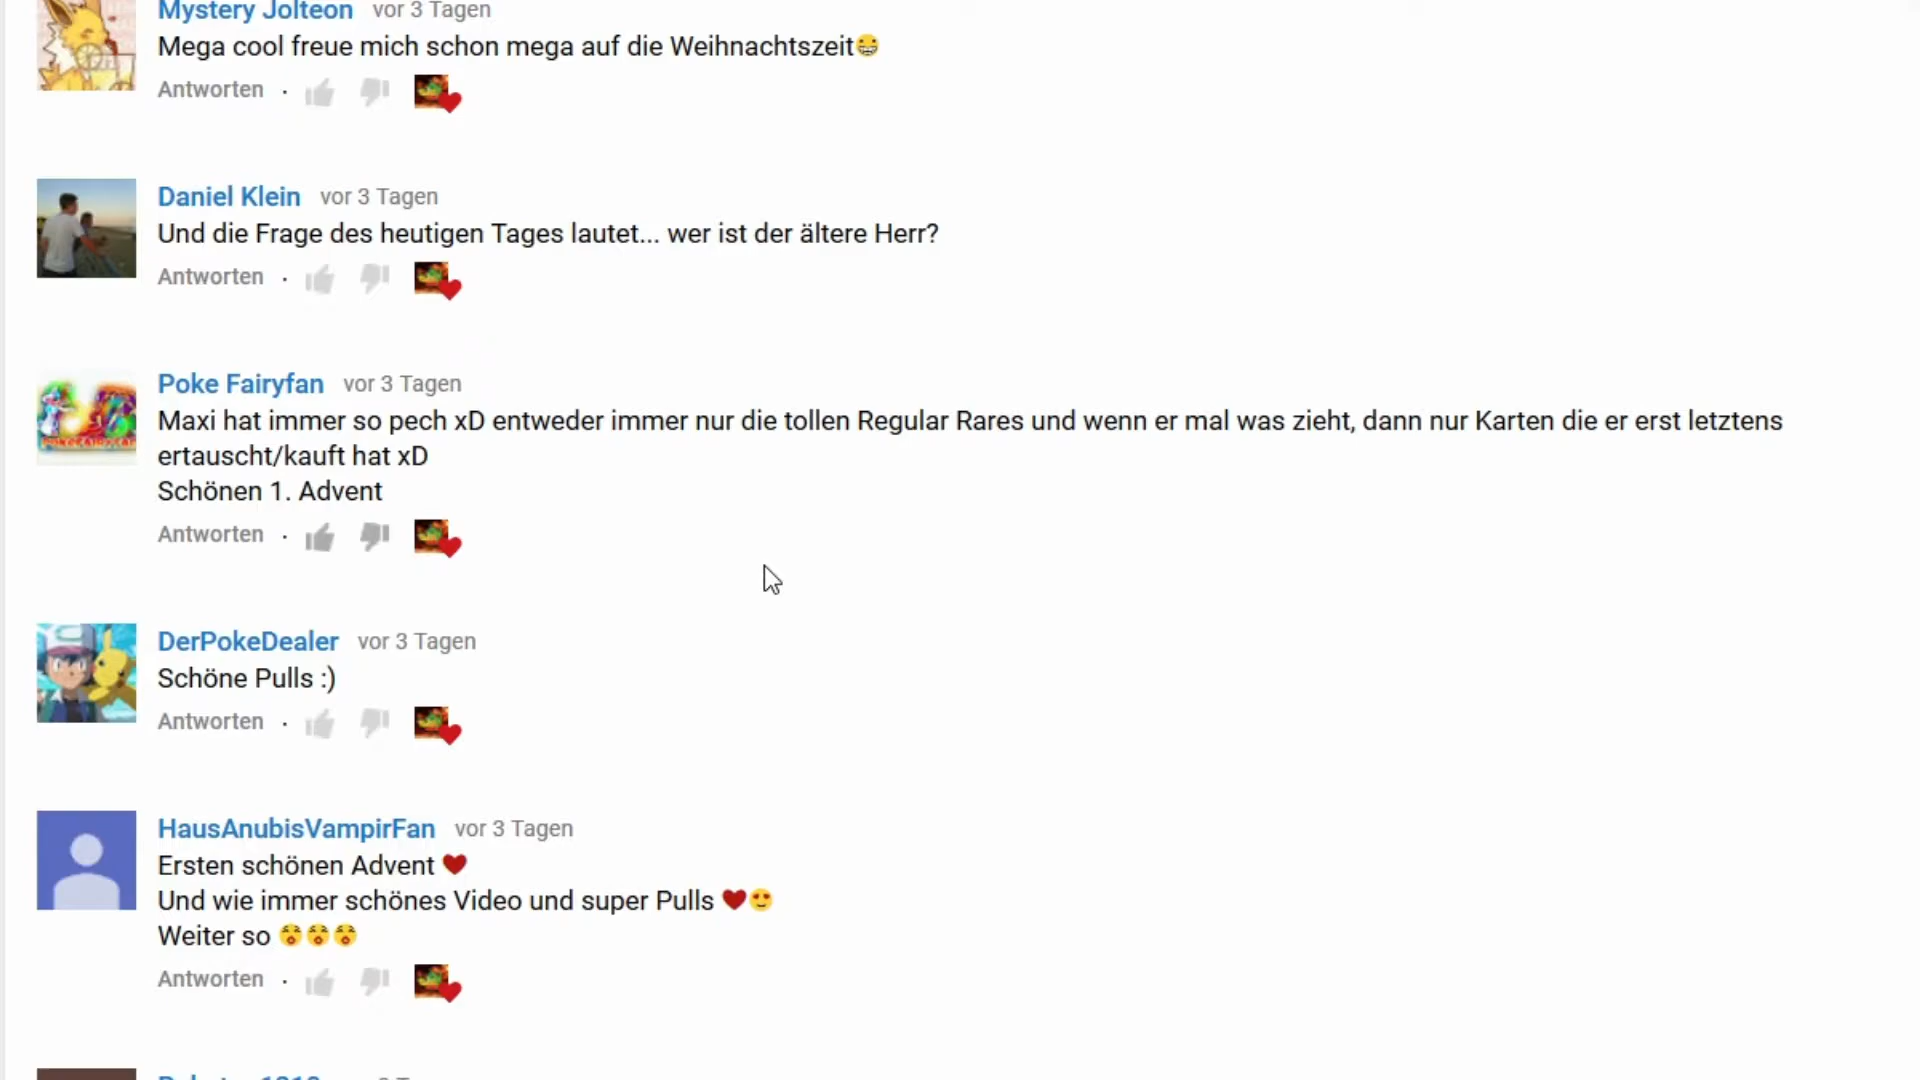 Mystery Jolteon vor 3 Tagen
Mega cool freue mich schon mega auf die Weihnachtszeit😁
Antworten ·
Daniel Klein vor 3 Tagen
Und die Frage des heutigen Tages lautet... wer ist der ältere Herr?
Antworten ·
Poke Fairyfan vor 3 Tagen
Maxi hat immer so pech xD entweder immer nur die tollen Regular Rares und wenn er mal was zieht, dann nur Karten die er erst letztens
ertauscht/kauft hat xD
Schönen 1. Advent
Antworten ·
DerPokeDealer vor 3 Tagen
Schöne Pulls :)
Antworten ·
HausAnubisVampirFan vor 3 Tagen
Ersten schönen Advent ❤
Und wie immer schönes Video und super Pulls ❤😍
Weiter so 😲😲😲
Antworten ·